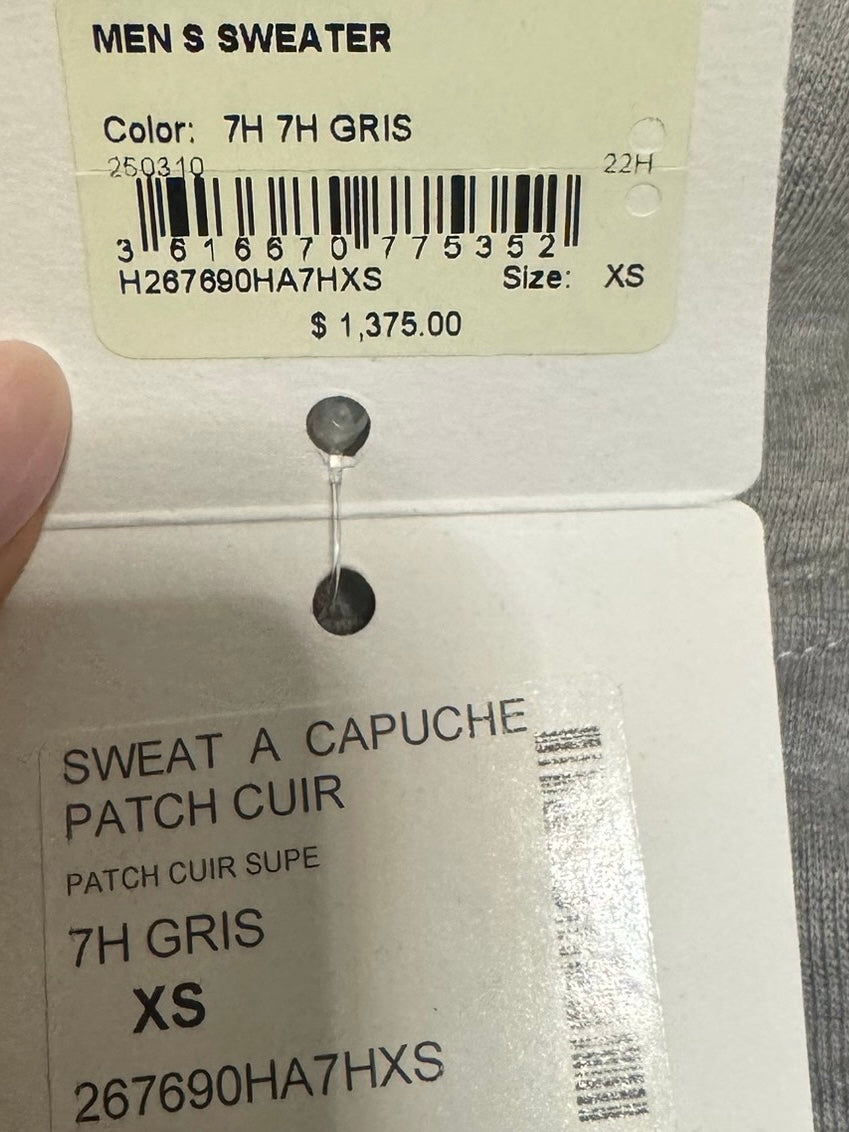 MEN S SWEATER
Color: 7H 7H GRIS
250310 22H
3 616670 775352
H267690HA7HXS Size: XS
$ 1,375.00
SWEAT A CAPUCHE
PATCH CUIR
PATCH CUIR SUPE
7H GRIS
XS
267690HA7HXS